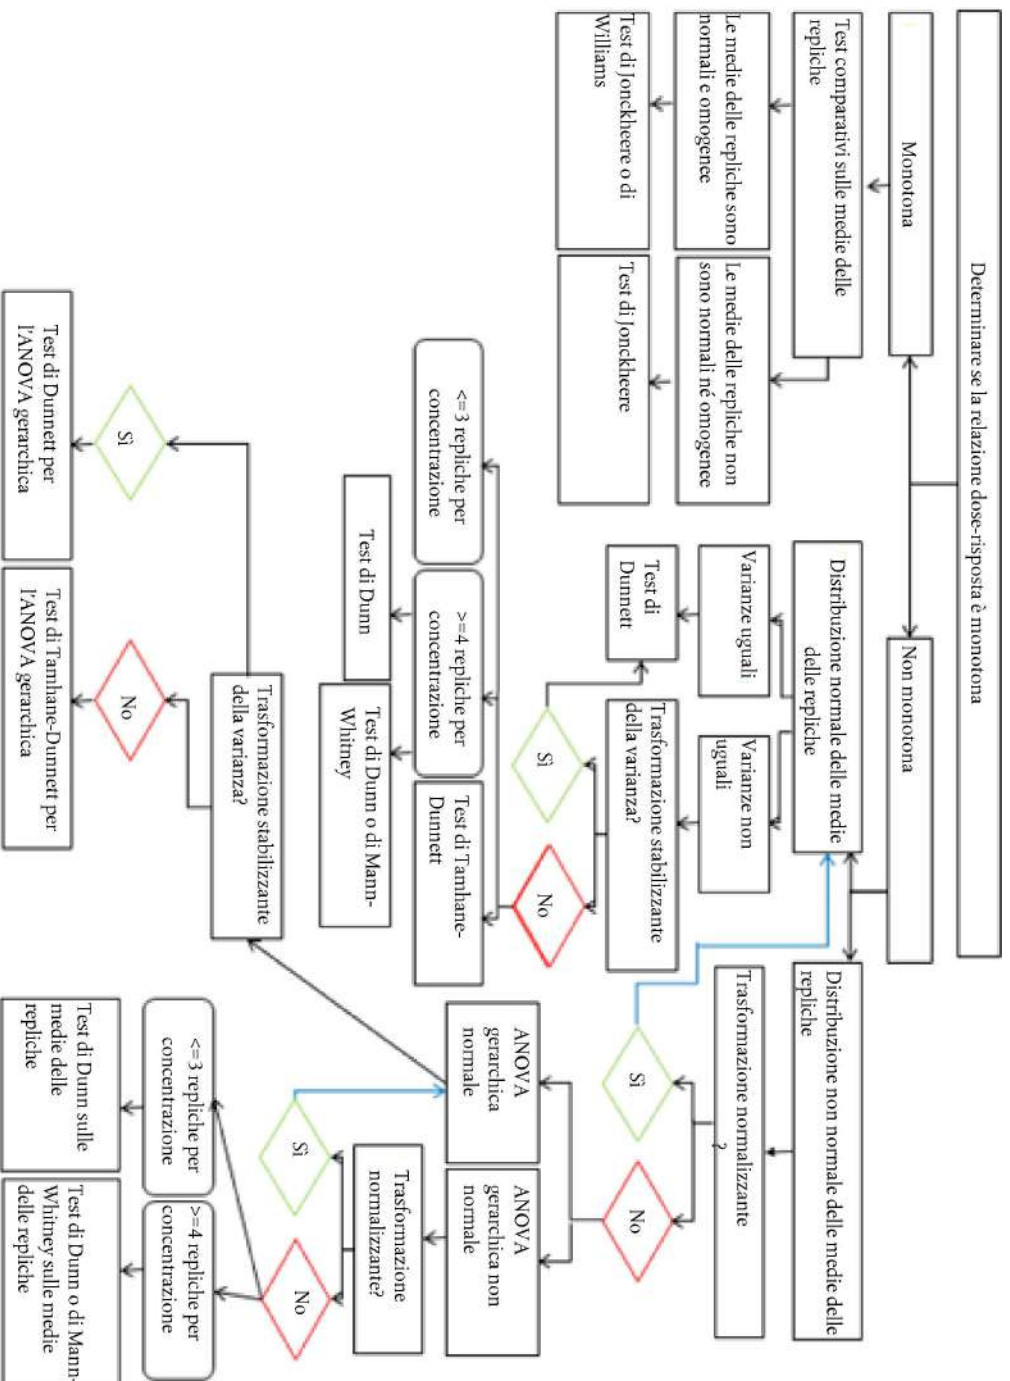 Determinare se la relazione dose-risposta è monotona
Monotona
Non monotona
Test comparativi sulle medie delle
repliche
Distribuzione normale delle medie
delle repliche
Distribuzione non normale delle medie delle
repliche
Le medie delle repliche sono
normali e omogenee
Le medie delle repliche non
sono normali né omogenee
Varianze uguali
Varianze non
uguali
Trasformazione normalizzante
?
Test di Jonckheere o di
Williams
Test di Jonckheere
Test di
Dunnett
Trasformazione stabilizzante
della varianza?
Sì
No
Sì
No
<=3 repliche per
concentrazione
>=4 repliche per
concentrazione
Test di Tamhane-
Dunnett
ANOVA
gerarchica
normale
ANOVA
gerarchica non
normale
Test di Dunn
Test di Dunn o di Mann-
Whitney
Trasformazione
normalizzante?
Trasformazione stabilizzante
della varianza?
Sì
No
Sì
No
<=3 repliche per
concentrazione
>=4 repliche per
concentrazione
Test di Dunnett per
l'ANOVA gerarchica
Test di Tamhane-Dunnett per
l'ANOVA gerarchica
Test di Dunn sulle
medie delle
repliche
Test di Dunn o di Mann-
Whitney sulle medie
delle repliche